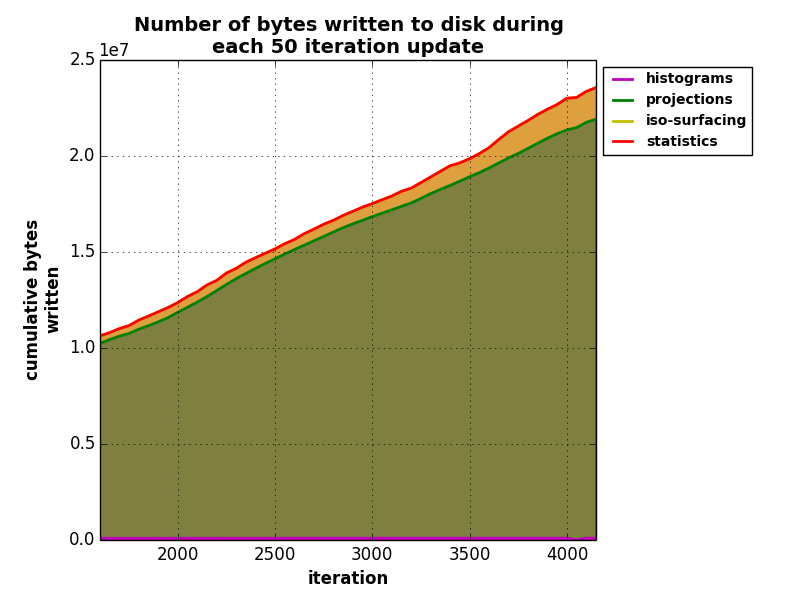 Number of bytes written to disk during
each 50 iteration update
1e7
2.5
2.0
1.5
1.0
0.5
0.0
cumulative bytes
written
2000
2500
3000
3500
4000
iteration
histograms
projections
iso-surfacing
statistics